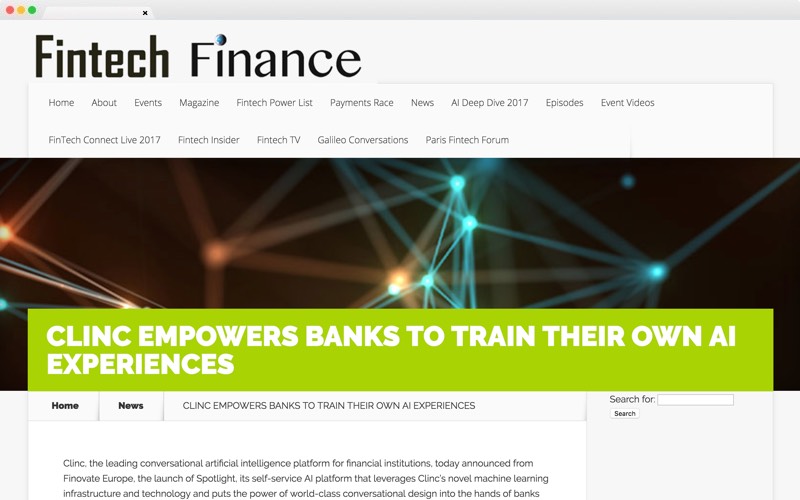 Fintech Finance
Home About Events Magazine Fintech Power List Payments Race News AI Deep Dive 2017 Episodes Event Videos
FinTech Connect Live 2017 Fintech Insider Fintech TV Galileo Conversations Paris Fintech Forum
CLINC EMPOWERS BANKS TO TRAIN THEIR OWN AI
EXPERIENCES
Home News CLINC EMPOWERS BANKS TO TRAIN THEIR OWN AI EXPERIENCES
Search for:
Search
Clinc, the leading conversational artificial intelligence platform for financial institutions, today announced from
Finovate Europe, the launch of Spotlight, its self-service AI platform that leverages Clinc's novel machine learning
infrastructure and technology and puts the power of world-class conversational design into the hands of banks